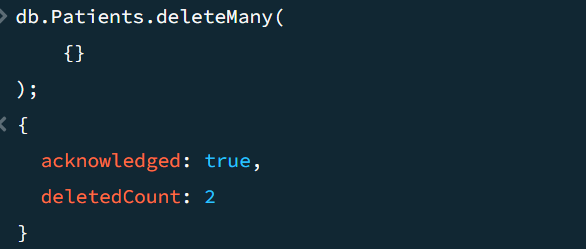 > db.Patients.deleteMany(
{}
);
< {
acknowledged: true,
deletedCount: 2
}